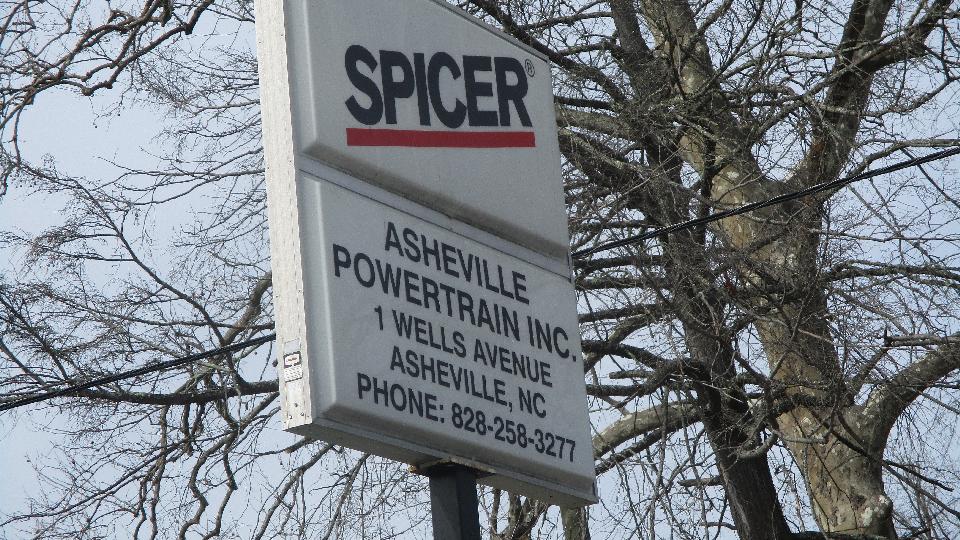 SPICER®
ASHEVILLE
POWERTRAIN INC.
1 WELLS AVENUE
ASHEVILLE, NC
PHONE: 828-258-3277